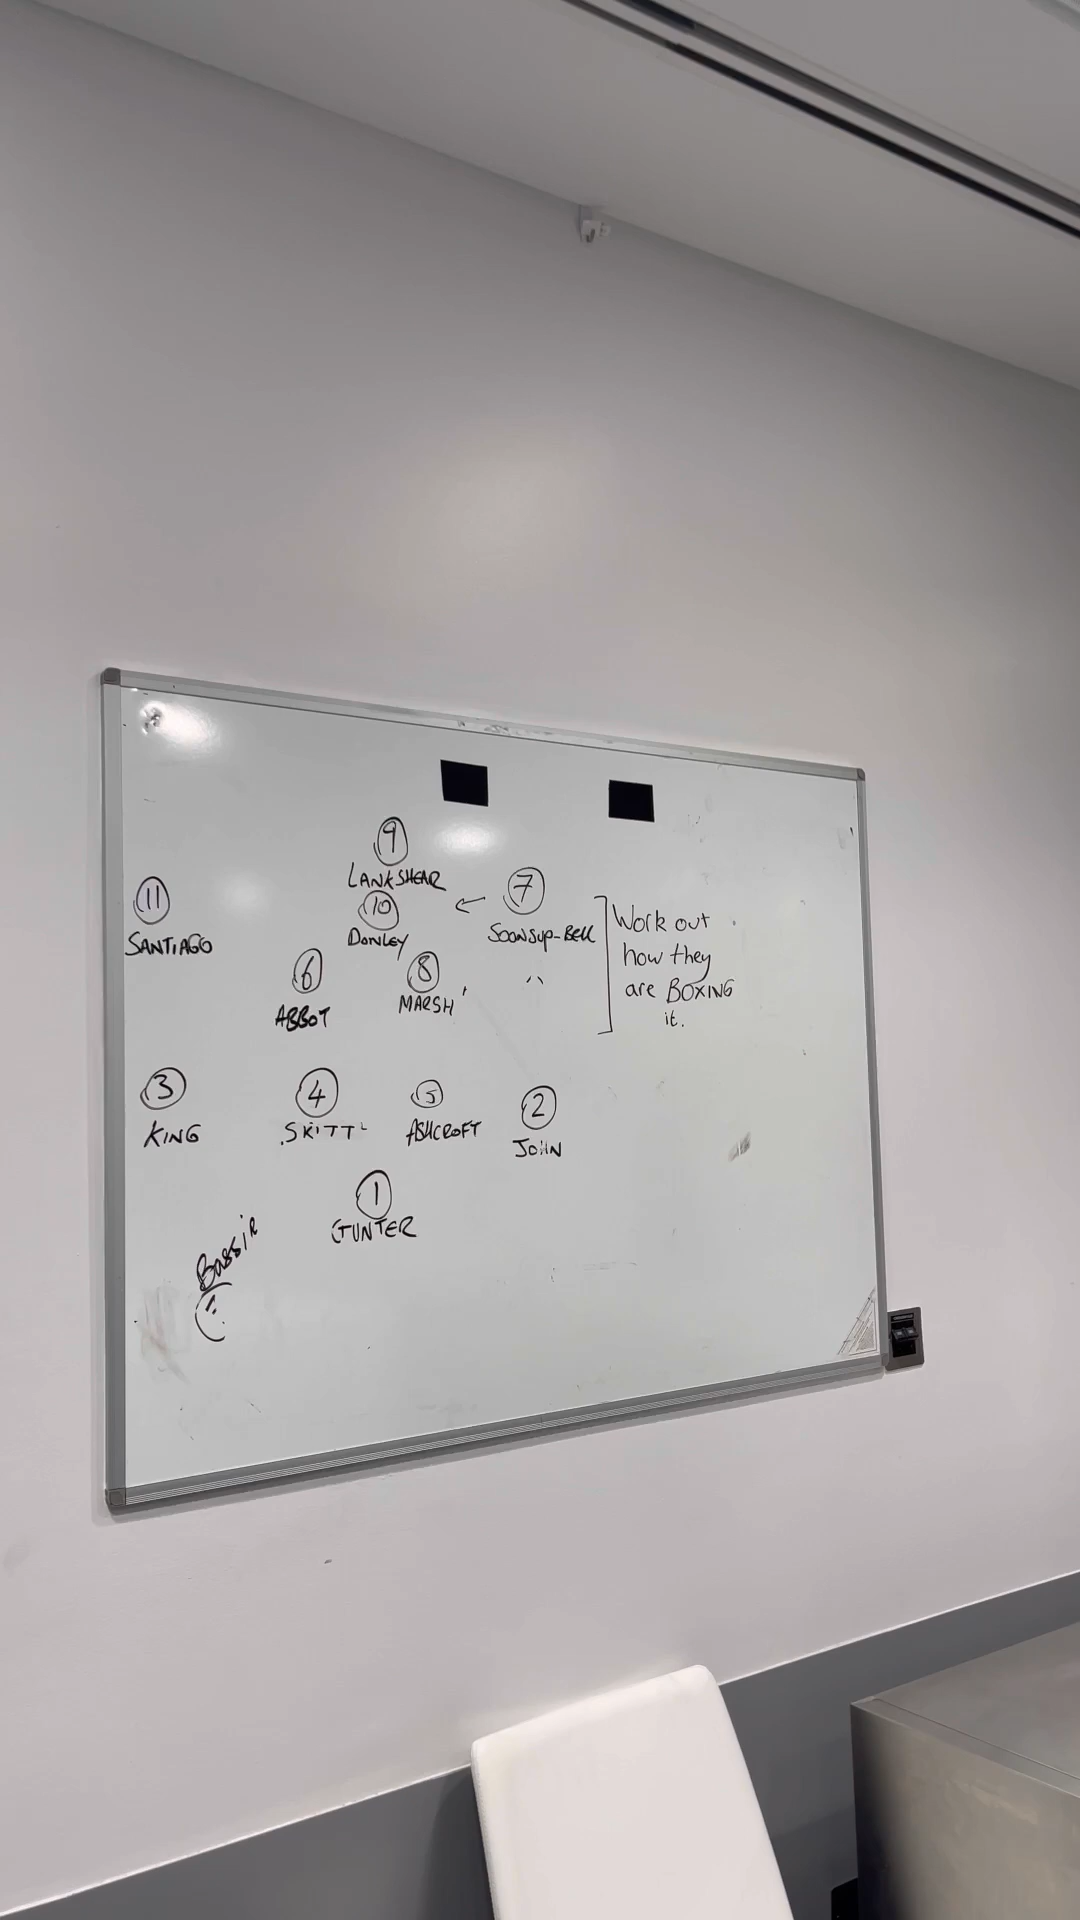 9
LANKSHEAR
11
SANTIAGO
10
DONLEY
7
SOONSUP-BELL
Work out
how they
are BOXING
it.
6
ABBOT
8
MARSH
3
KING
4
SKITT
5
ASHCROFT
2
JOHN
1
GUNTER
Bassir